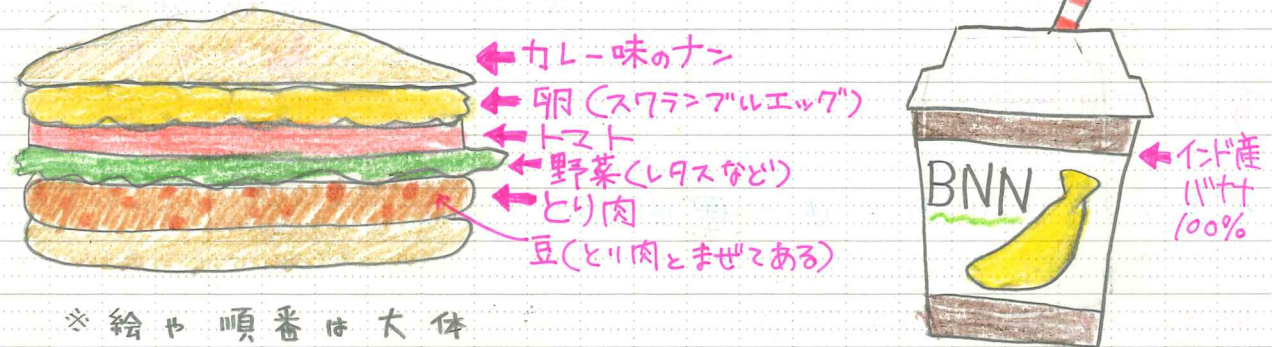 カレー味のナン
卵(スクランブルエッグ)
トマト
野菜(レタスなど)
とり肉
豆(とり肉とまぜてある)
※絵や順番は大体
BNN
インド産
バナナ
100%